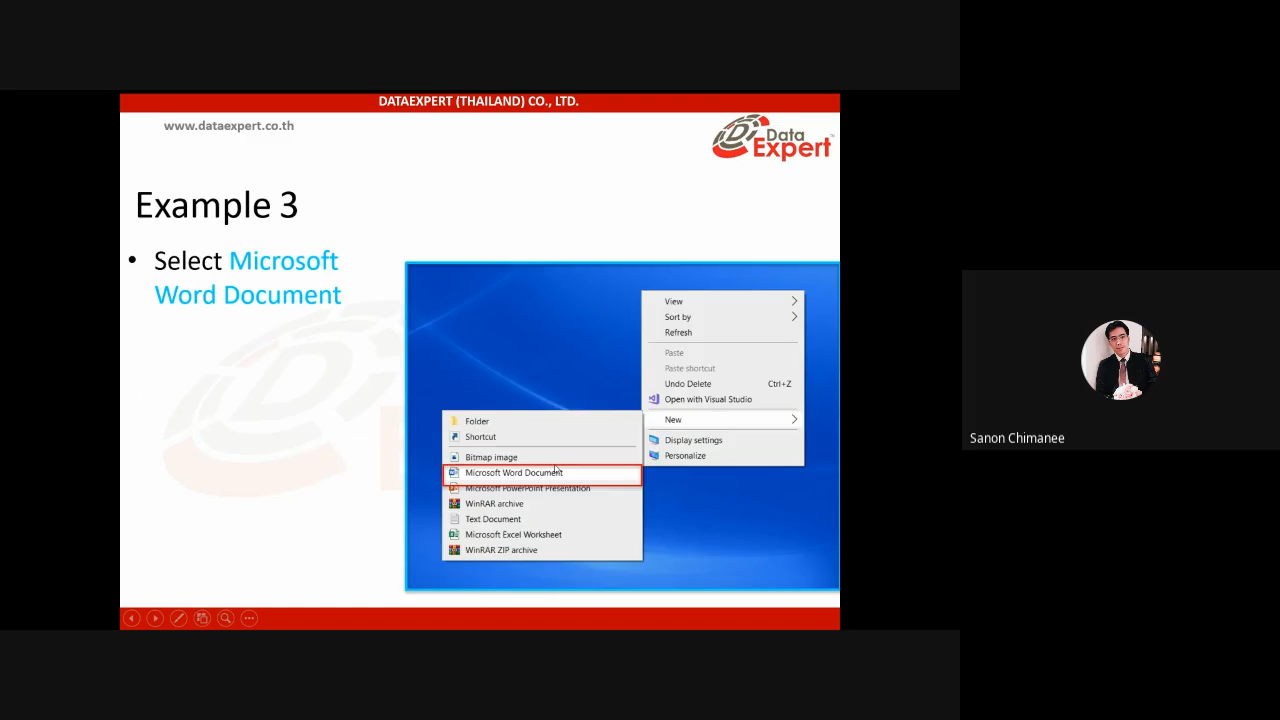 DATAEXPERT (THAILAND) CO., LTD.
www.dataexpert.co.th
Data
Expert
Example 3
• Select Microsoft
Word Document
View
Sort by
Refresh
Paste
Paste shortcut
Undo Delete Ctrl+Z
Open with Visual Studio
New
Display settings
Personalize
Folder
Shortcut
Bitmap image
Microsoft Word Document
Microsoft PowerPoint Presentation
WinRAR archive
Text Document
Microsoft Excel Worksheet
WinRAR ZIP archive
Sanon Chimanee